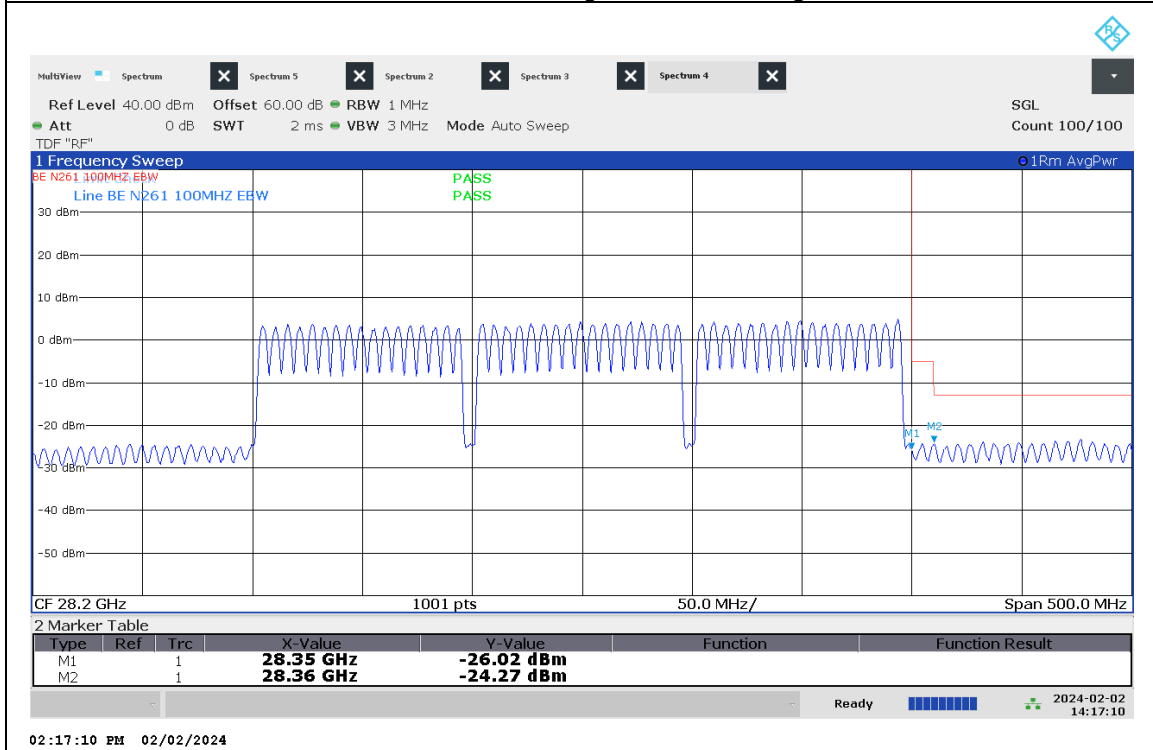 R&S
MultiView Spectrum Spectrum 5 Spectrum 2 Spectrum 3 Spectrum 4
Ref Level 40.00 dBm Offset 60.00 dB RBW 1 MHz SGL
Att 0 dB SWT 2 ms VBW 3 MHz Mode Auto Sweep Count 100/100
TDF "RF"
1 Frequency Sweep 1Rm AvgPwr
BE N261 100MHZ EBW PASS
Line BE N261 100MHZ EBW PASS
30 dBm
20 dBm
10 dBm
0 dBm
-10 dBm
-20 dBm
M1 M2
-30 dBm
-40 dBm
-50 dBm
CF 28.2 GHz 1001 pts 50.0 MHz/ Span 500.0 MHz
2 Marker Table
Type Ref Trc X-Value Y-Value Function Function Result
M1 1 28.35 GHz -26.02 dBm
M2 1 28.36 GHz -24.27 dBm
Ready 2024-02-02
14:17:10
02:17:10 PM 02/02/2024